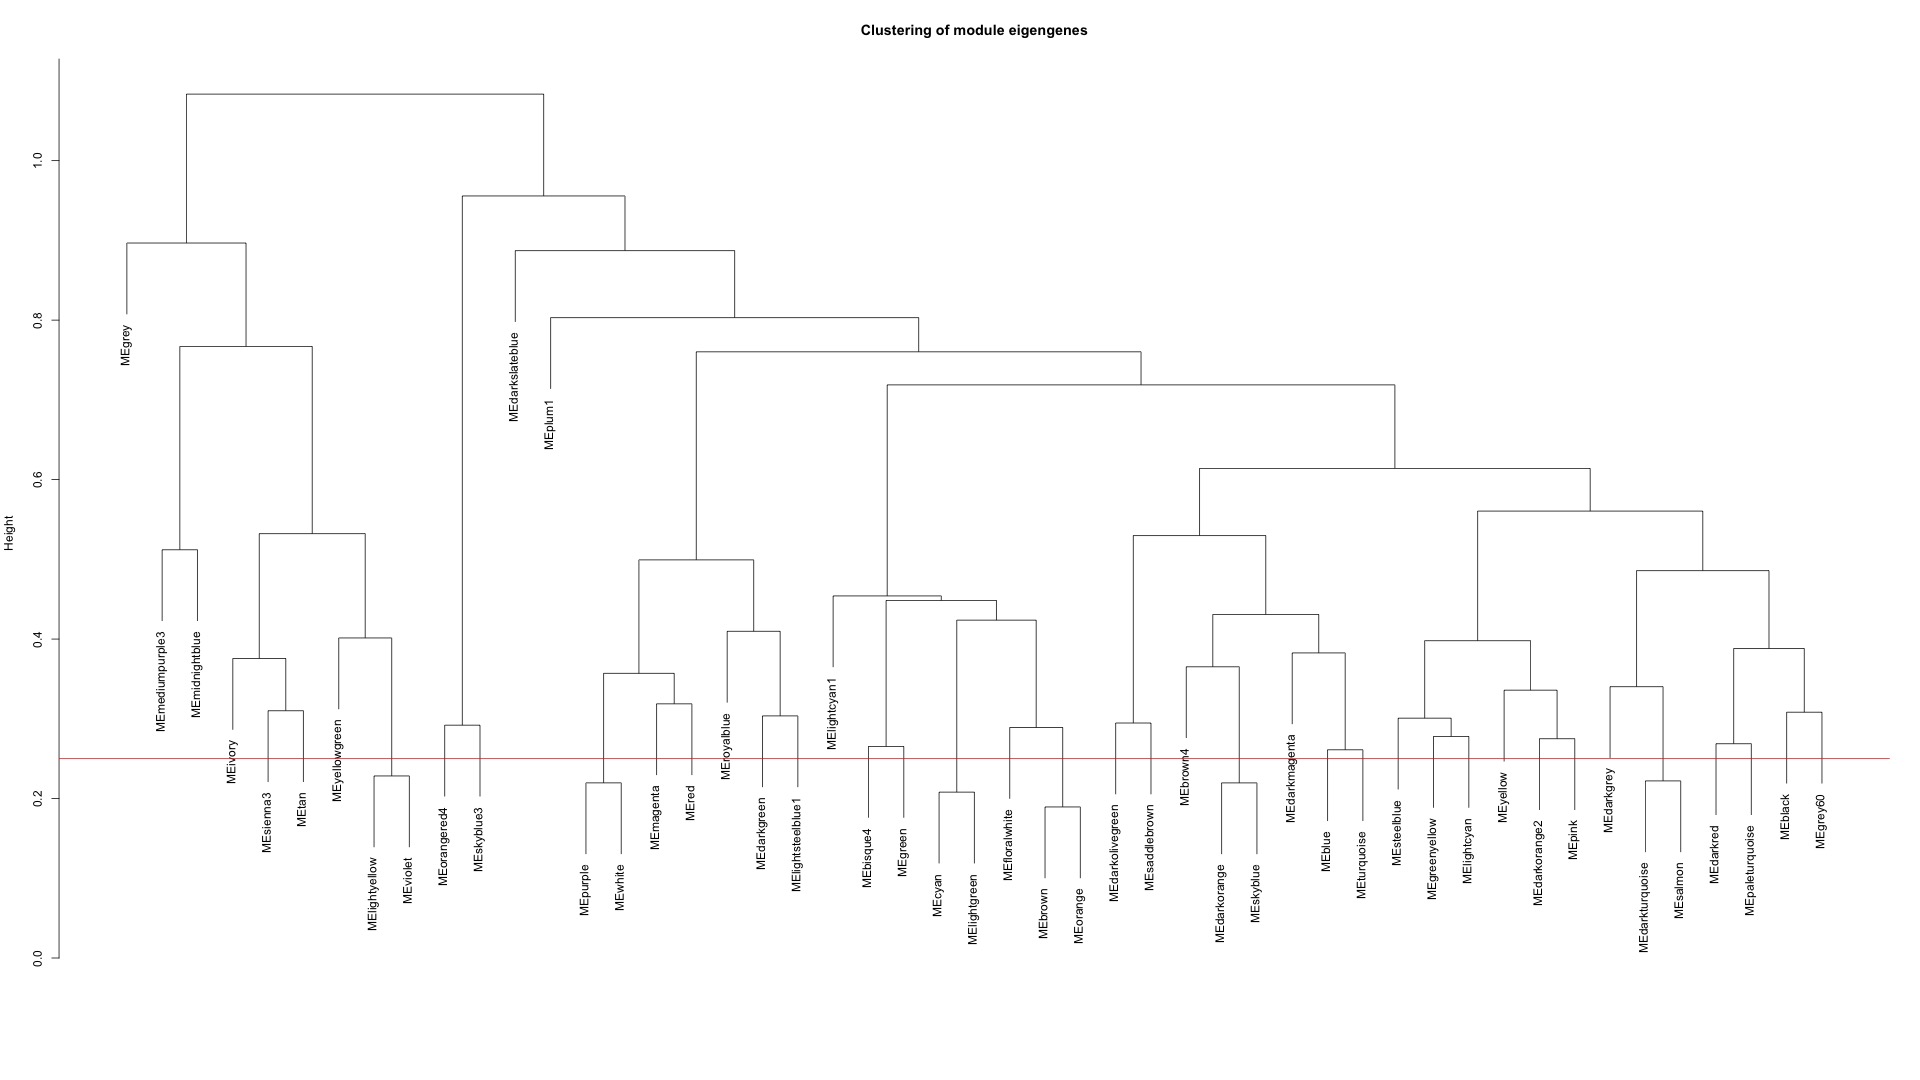 Clustering of module eigengenes
Height
1.0
0.8
0.6
0.4
0.2
0.0
MEgrey
MEmediumpurple3
MEmidnightblue
MEivory
MEsienna3
MEtan
MEyellowgreen
MElightyellow
MEviolet
MEorangered4
MEskyblue3
MEdarkslateblue
MEplum1
MEpurple
MEwhite
MEmagenta
MEred
MEroyalblue
MEdarkgreen
MElightsteelblue1
MElightcyan1
MEbisque4
MEgreen
MEcyan
MElightgreen
MEfloralwhite
MEbrown
MEorange
MEdarkolivegreen
MEsaddlebrown
MEbrown4
MEdarkorange
MEskyblue
MEdarkmagenta
MEblue
MEturquoise
MEsteelblue
MEgreenyellow
MElightcyan
MEyellow
MEdarkorange2
MEpink
MEdarkgrey
MEdarkturquoise
MEsalmon
MEdarkred
MEpaleturquoise
MEblack
MEgrey60